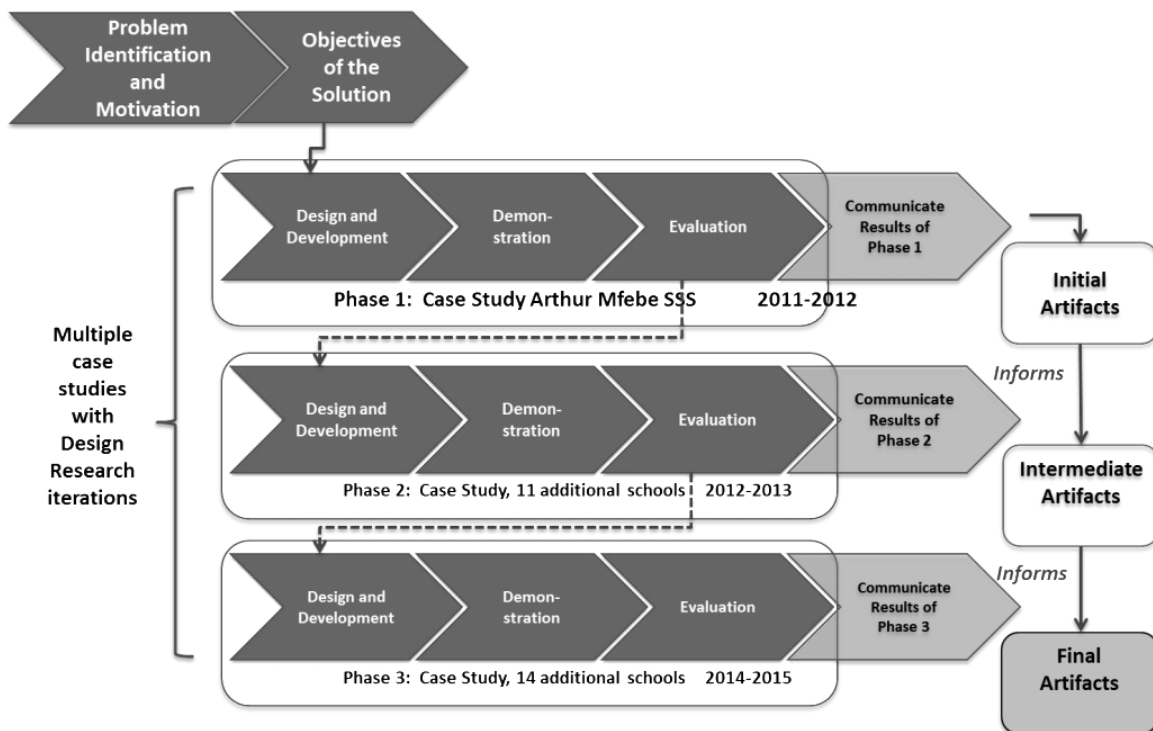 Problem
Identification
and
Motivation
Objectives
of the
Solution
Design and
Development
Demon-
stration
Evaluation
Communicate
Results of
Phase 1
Phase 1: Case Study Arthur Mfebe SSS 2011-2012
Initial
Artifacts
Multiple
case
studies
with
Design
Research
iterations
Design and
Development
Demon-
stration
Evaluation
Communicate
Results of
Phase 2
Informs
Phase 2: Case Study, 11 additional schools 2012-2013
Intermediate
Artifacts
Design and
Development
Demon-
stration
Evaluation
Communicate
Results of
Phase 3
Informs
Phase 3: Case Study, 14 additional schools 2014-2015
Final
Artifacts